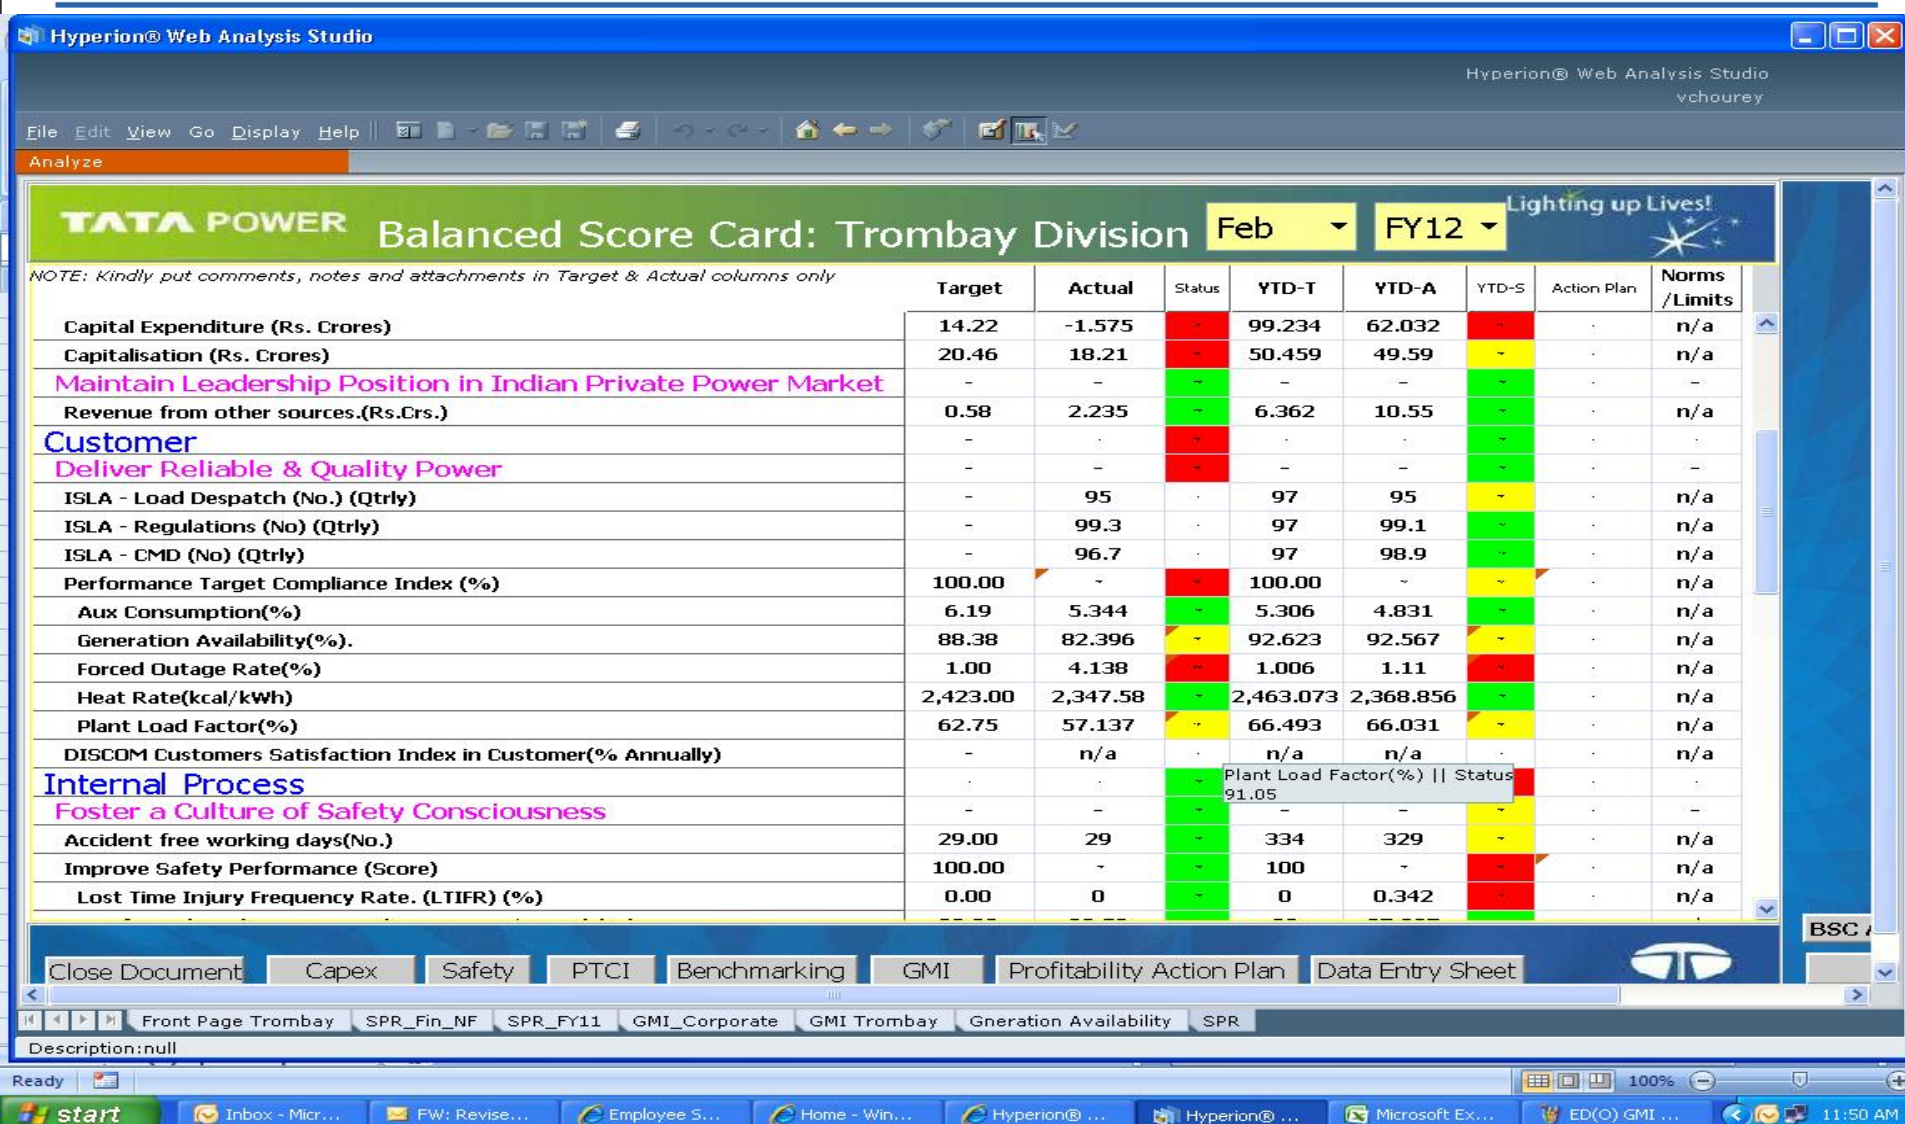 Hyperion® Web Analysis Studio
Hyperion® Web Analysis Studio
vchourey
File Edit View Go Display Help
Analyze
TATA POWER Balanced Score Card: Trombay Division Feb FY12 Lighting up Lives!
NOTE: Kindly put comments, notes and attachments in Target & Actual columns only
Target Actual Status YTD-T YTD-A YTD-S Action Plan Norms /Limits
Capital Expenditure (Rs. Crores) 14.22 -1.575 - 99.234 62.032 - - n/a
Capitalisation (Rs. Crores) 20.46 18.21 - 50.459 49.59 - - n/a
Maintain Leadership Position in Indian Private Power Market - - - - - - - -
Revenue from other sources.(Rs.Crs.) 0.58 2.235 - 6.362 10.55 - - n/a
Customer - - - - - - - -
Deliver Reliable & Quality Power - - - - - - - -
ISLA - Load Despatch (No.) (Qtrly) - 95 - 97 95 - - n/a
ISLA - Regulations (No) (Qtrly) - 99.3 - 97 99.1 - - n/a
ISLA - CMD (No) (Qtrly) - 96.7 - 97 98.9 - - n/a
Performance Target Compliance Index (%) 100.00 - - 100.00 - - - n/a
Aux Consumption(%) 6.19 5.344 - 5.306 4.831 - - n/a
Generation Availability(%). 88.38 82.396 - 92.623 92.567 - - n/a
Forced Outage Rate(%) 1.00 4.138 - 1.006 1.11 - - n/a
Heat Rate(kcal/kWh) 2,423.00 2,347.58 - 2,463.073 2,368.856 - - n/a
Plant Load Factor(%) 62.75 57.137 - 66.493 66.031 - - n/a
DISCOM Customers Satisfaction Index in Customer(% Annually) - n/a - n/a n/a - - n/a
Internal Process - - - - -
Plant Load Factor(%) || Status
91.05
Foster a Culture of Safety Consciousness - - - - - - - -
Accident free working days(No.) 29.00 29 - 334 329 - - n/a
Improve Safety Performance (Score) 100.00 - - 100 - - - n/a
Lost Time Injury Frequency Rate. (LTIFR) (%) 0.00 0 - 0 0.342 - - n/a
BSC
Close Document Capex Safety PTCI Benchmarking GMI Profitability Action Plan Data Entry Sheet
Front Page Trombay SPR_Fin_NF SPR_FY11 GMI_Corporate GMI Trombay Gneration Availability SPR
Description:null
Ready 100%
start Inbox - Micr... FW: Revise... Employee S... Home - Win... Hyperion® ... Hyperion® ... Microsoft Ex... ED(O) GMI ... 11:50 AM